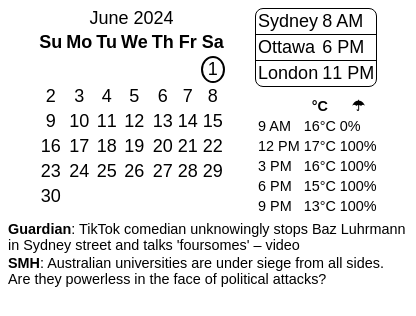 June 2024
Su Mo Tu We Th Fr Sa
1
2 3 4 5 6 7 8
9 10 11 12 13 14 15
16 17 18 19 20 21 22
23 24 25 26 27 28 29
30
Sydney 8 AM
Ottawa 6 PM
London 11 PM
°C ☂
9 AM 16°C 0%
12 PM 17°C 100%
3 PM 16°C 100%
6 PM 15°C 100%
9 PM 13°C 100%
Guardian: TikTok comedian unknowingly stops Baz Luhrmann
in Sydney street and talks 'foursomes' – video
SMH: Australian universities are under siege from all sides.
Are they powerless in the face of political attacks?